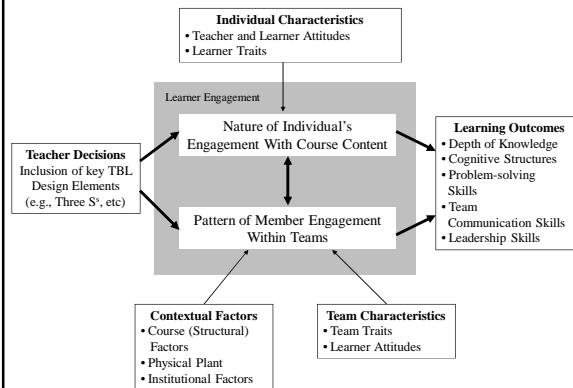 Individual Characteristics
• Teacher and Learner Attitudes
• Learner Traits
Learner Engagement
Nature of Individual's
Engagement With Course Content
Teacher Decisions
Inclusion of key TBL
Design Elements
(e.g., Three Sˢ, etc)
Learning Outcomes
• Depth of Knowledge
• Cognitive Structures
• Problem-solving
Skills
• Team
Communication Skills
• Leadership Skills
Pattern of Member Engagement
Within Teams
Contextual Factors
• Course (Structural)
Factors
• Physical Plant
• Institutional Factors
Team Characteristics
• Team Traits
• Learner Attitudes